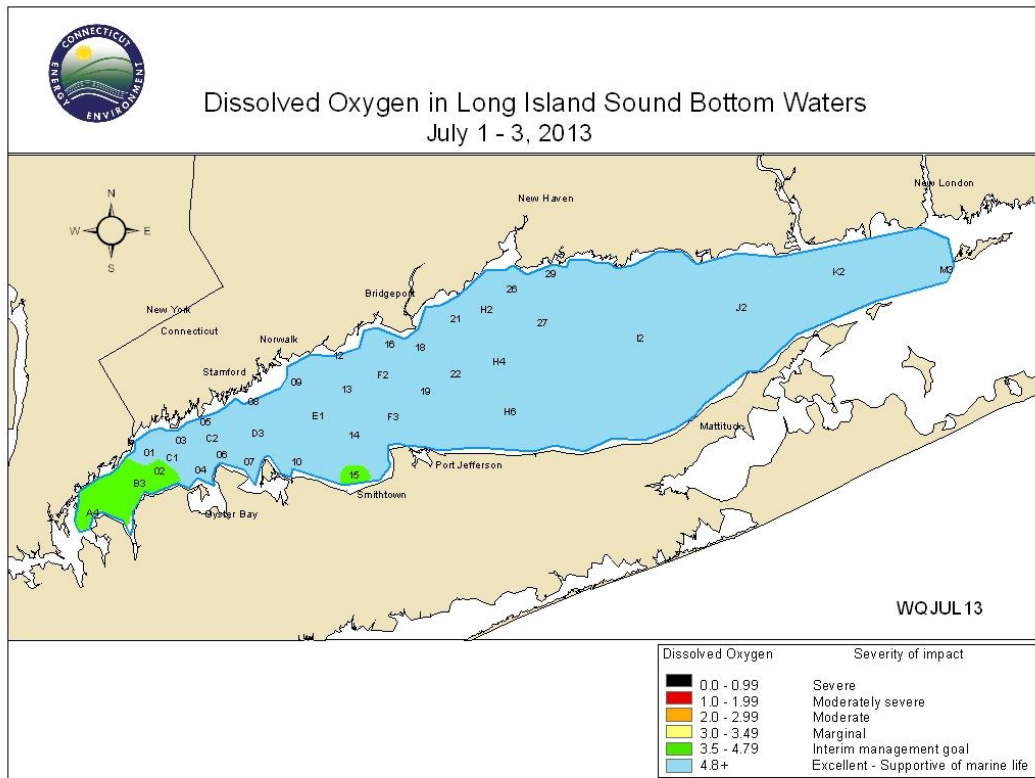 CONNECTICUT
ENERGY
ENVIRONMENT
Dissolved Oxygen in Long Island Sound Bottom Waters
July 1 - 3, 2013
N
W
E
S
New London
New Haven
29
K2
M3
26
Bridgeport
H2
J2
New York
21
27
Connecticut
Norwalk
16
18
I2
12
H4
Stamford
09
F2
22
13
19
08
E1
F3
H6
05
D3
14
Mattituck
03
C2
01
C1
06
07
10
Port Jefferson
02
04
15
B3
Smithtown
A4
Oyster Bay
WQJUL13
Dissolved Oxygen Severity of impact
0.0 - 0.99 Severe
1.0 - 1.99 Moderately severe
2.0 - 2.99 Moderate
3.0 - 3.49 Marginal
3.5 - 4.79 Interim management goal
4.8+ Excellent - Supportive of marine life